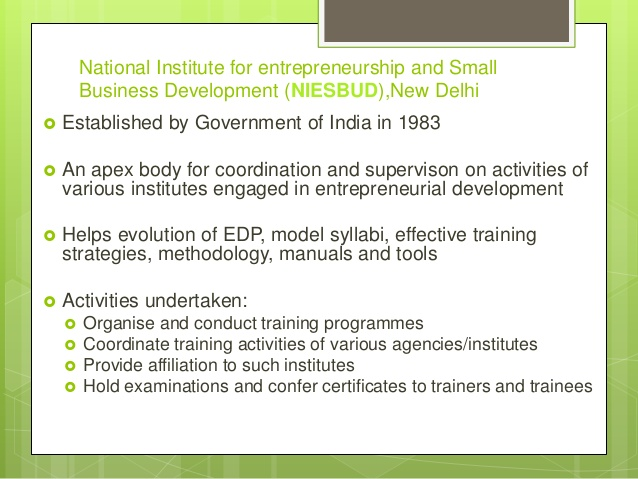 National Institute for entrepreneurship and Small
Business Development (NIESBUD),New Delhi
Established by Government of India in 1983
An apex body for coordination and supervison on activities of
various institutes engaged in entrepreneurial development
Helps evolution of EDP, model syllabi, effective training
strategies, methodology, manuals and tools
Activities undertaken:
Organise and conduct training programmes
Coordinate training activities of various agencies/institutes
Provide affiliation to such institutes
Hold examinations and confer certificates to trainers and trainees